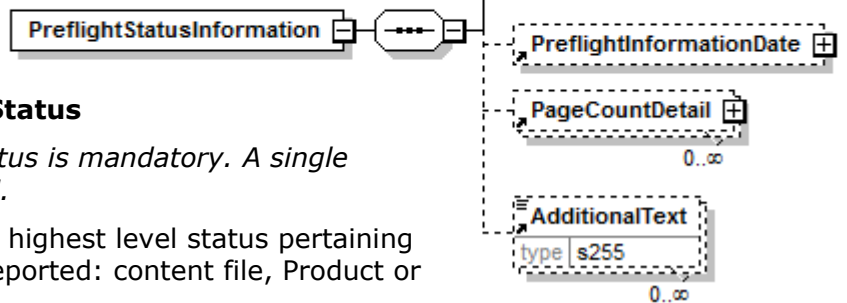 PreflightStatusInformation
PreflightInformationDate
Status
PageCountDetail
tus is mandatory. A single
0..∞
AdditionalText
highest level status pertaining
type s255
eported: content file, Product or
0..∞